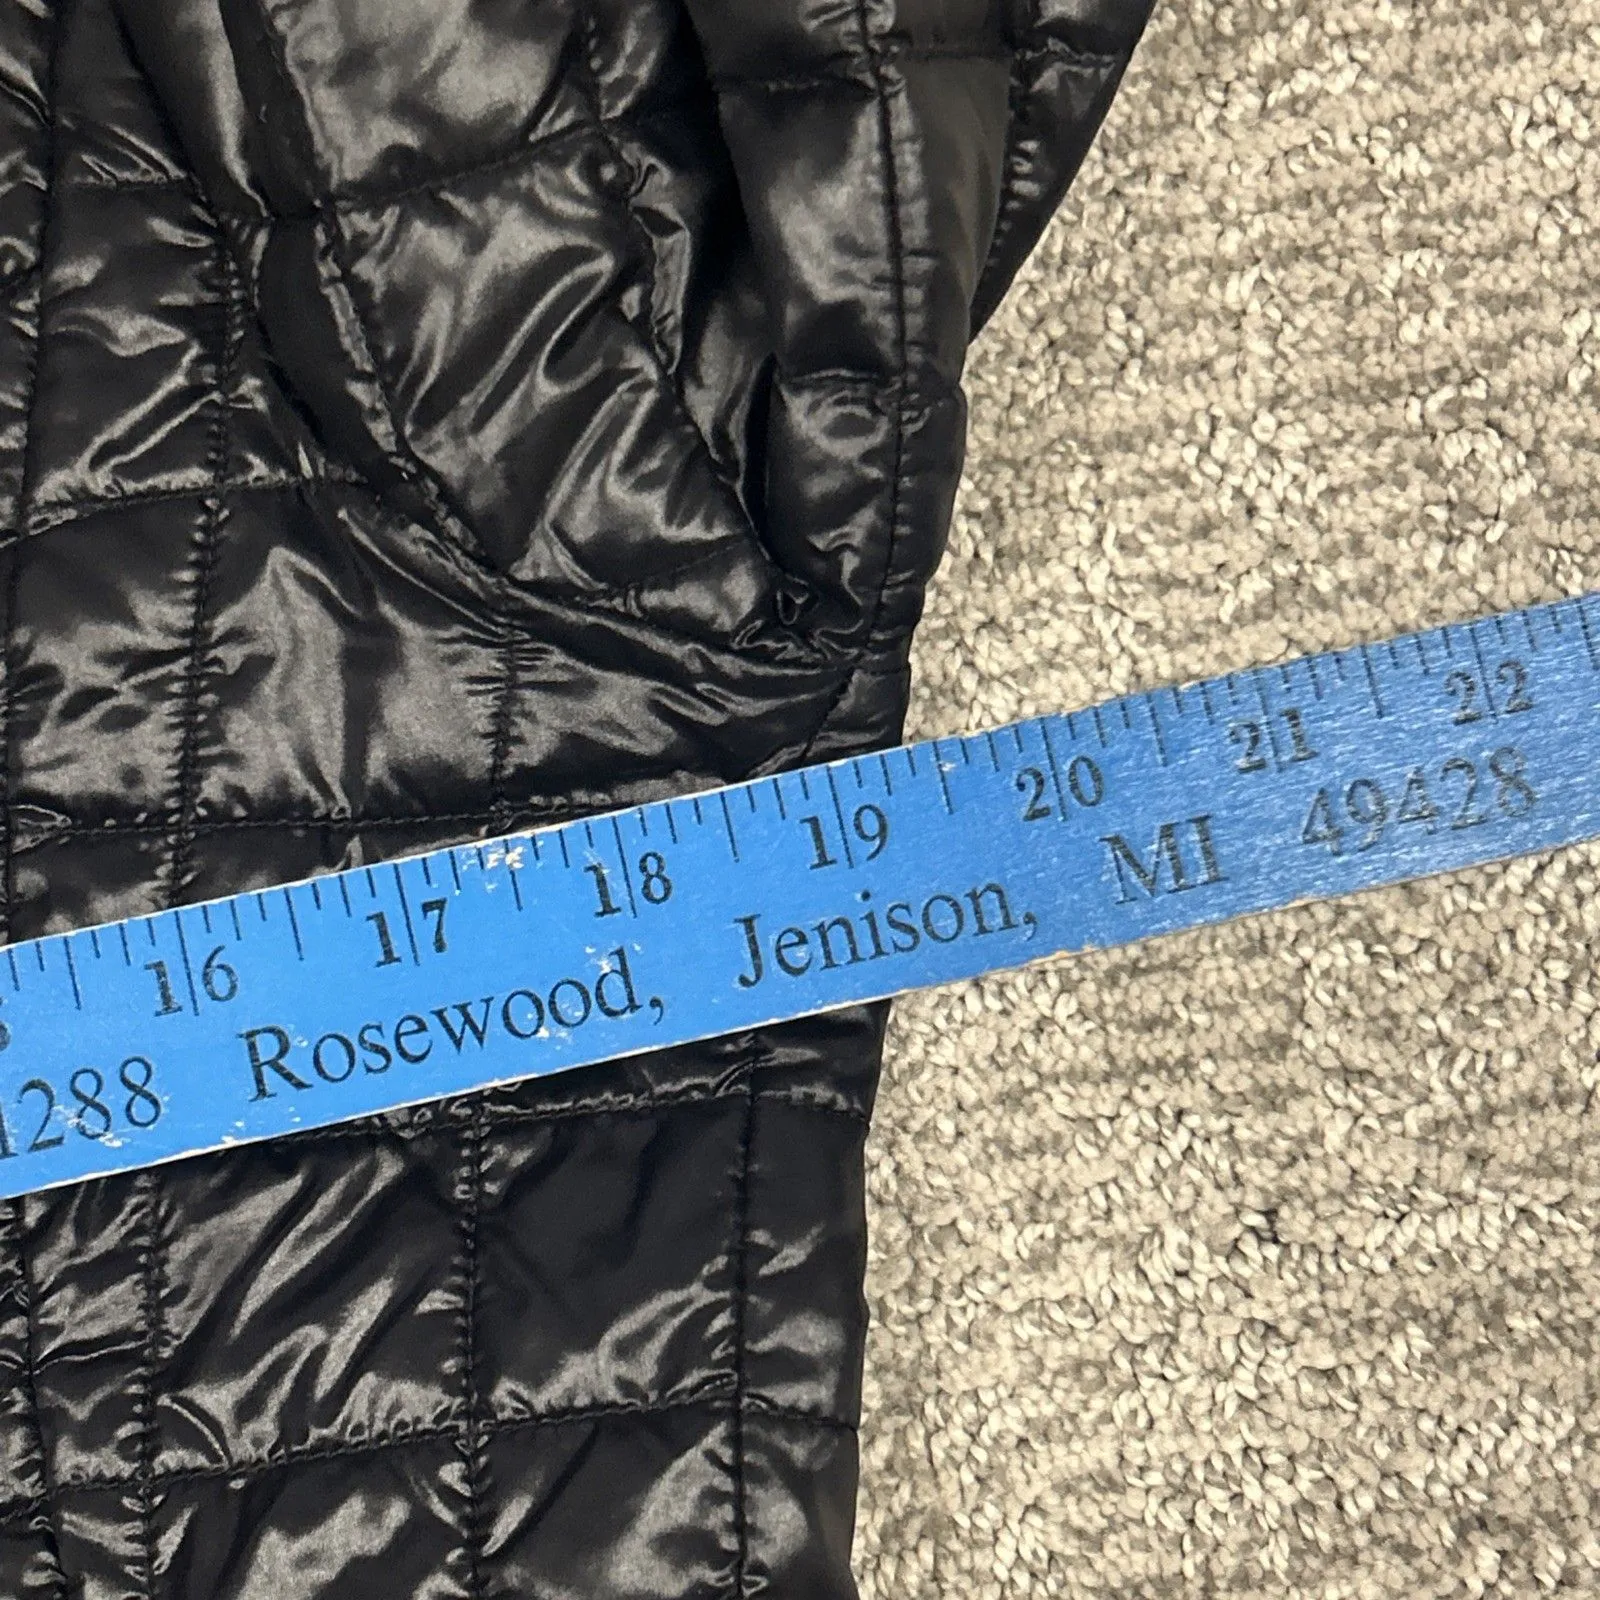 16 17 18 19 20 21 22
1288 Rosewood, Jenison, MI 49428